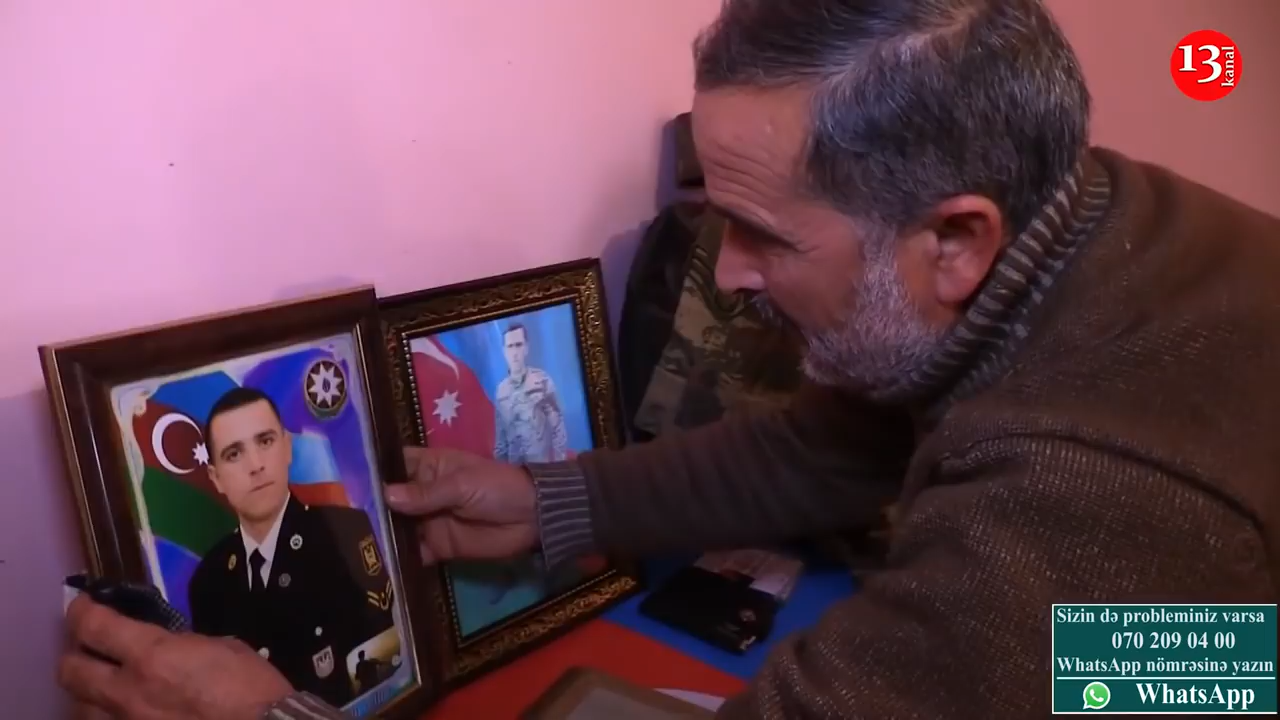 13
kanal
Sizin də probleminiz varsa
070 209 04 00
WhatsApp nömrəsinə yazın
WhatsApp